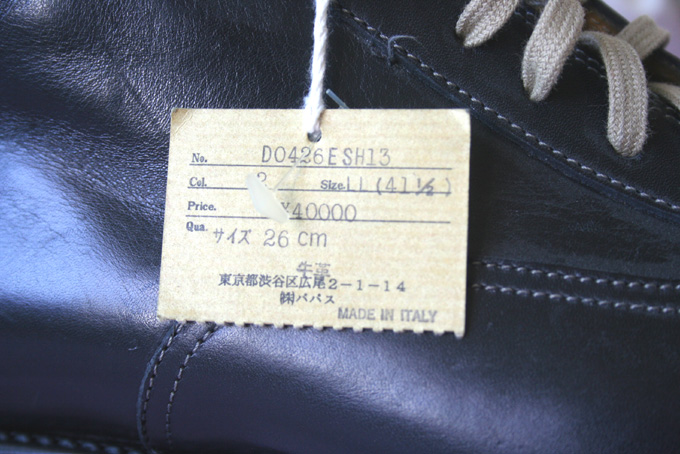 No. D0426ESH13
Col. 2 Size. LL (41½)
Price. ¥40000
Qua. サイズ 26 cm
牛革
東京都渋谷区広尾2-1-14
㈱パパス
MADE IN ITALY